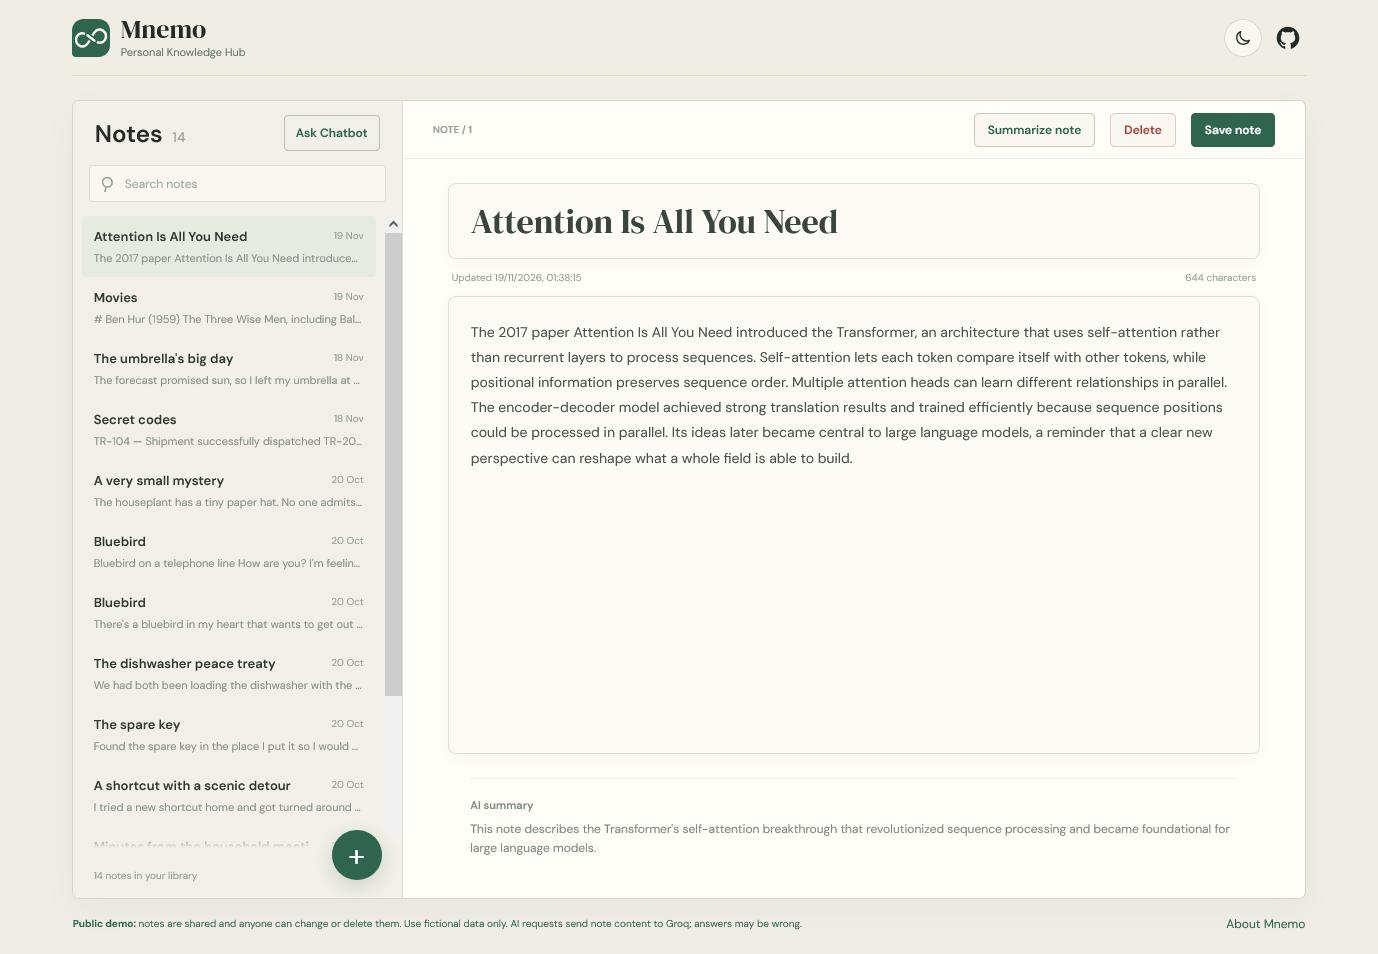 Mnemo
Personal Knowledge Hub
Notes 14
Ask Chatbot
Search notes
Attention Is All You Need 19 Nov
The 2017 paper Attention Is All You Need introduce...
Movies 19 Nov
# Ben Hur (1959) The Three Wise Men, including Bal...
The umbrella's big day 18 Nov
The forecast promised sun, so I left my umbrella at ...
Secret codes 18 Nov
TR-104 — Shipment successfully dispatched TR-20...
A very small mystery 20 Oct
The houseplant has a tiny paper hat. No one admits...
Bluebird 20 Oct
Bluebird on a telephone line How are you? I'm feelin...
Bluebird 20 Oct
There's a bluebird in my heart that wants to get out ...
The dishwasher peace treaty 20 Oct
We had both been loading the dishwasher with the ...
The spare key 20 Oct
Found the spare key in the place I put it so I would ...
A shortcut with a scenic detour 20 Oct
I tried a new shortcut home and got turned around ...
Minutes from the household meeti
14 notes in your library
+
NOTE / 1
Summarize note
Delete
Save note
Attention Is All You Need
Updated 19/11/2026, 01:38:15
644 characters
The 2017 paper Attention Is All You Need introduced the Transformer, an architecture that uses self-attention rather
than recurrent layers to process sequences. Self-attention lets each token compare itself with other tokens, while
positional information preserves sequence order. Multiple attention heads can learn different relationships in parallel.
The encoder-decoder model achieved strong translation results and trained efficiently because sequence positions
could be processed in parallel. Its ideas later became central to large language models, a reminder that a clear new
perspective can reshape what a whole field is able to build.
AI summary
This note describes the Transformer's self-attention breakthrough that revolutionized sequence processing and became foundational for
large language models.
Public demo: notes are shared and anyone can change or delete them. Use fictional data only. AI requests send note content to Groq; answers may be wrong.
About Mnemo